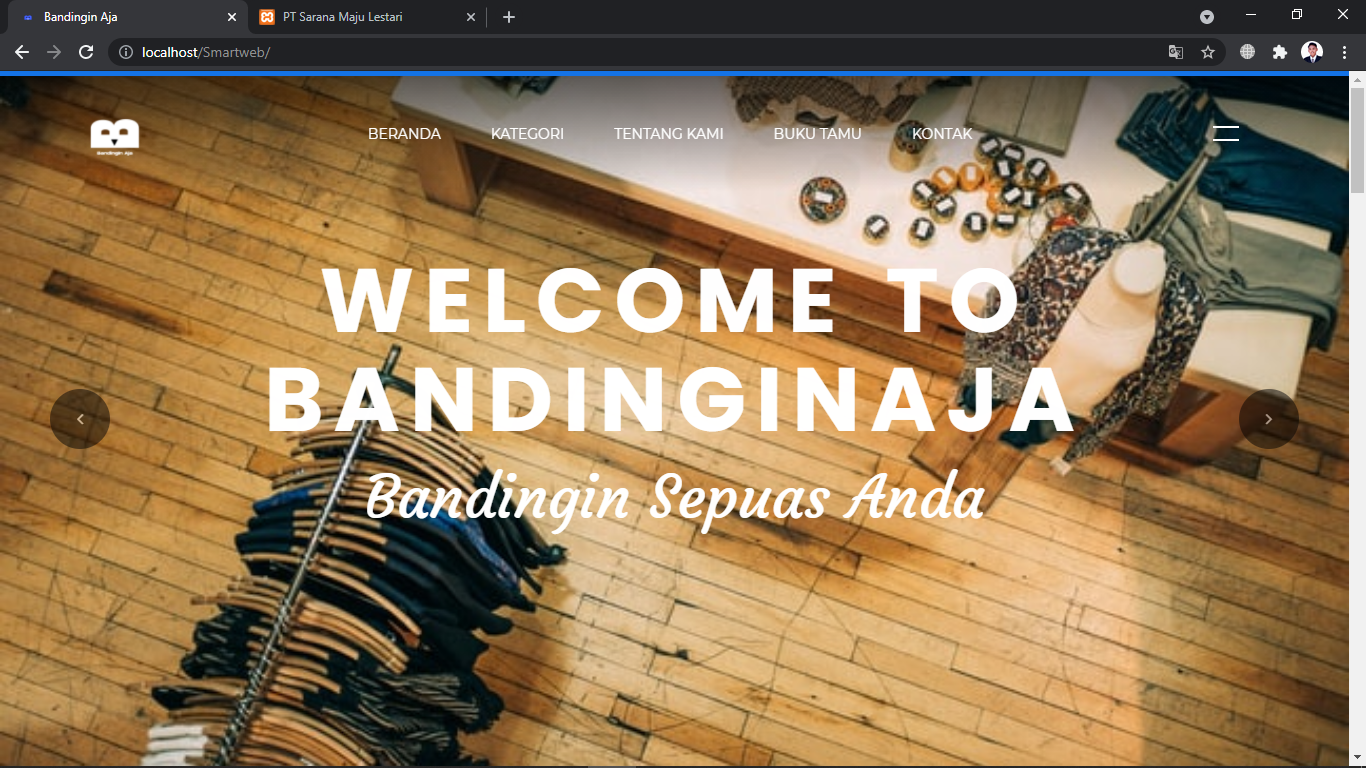 Bandingin Aja
PT Sarana Maju Lestari
localhost/Smartweb/
Bandingin Aja
BERANDA
KATEGORI
TENTANG KAMI
BUKU TAMU
KONTAK
WELCOME TO
BANDINGINAJA
Bandingin Sepuas Anda